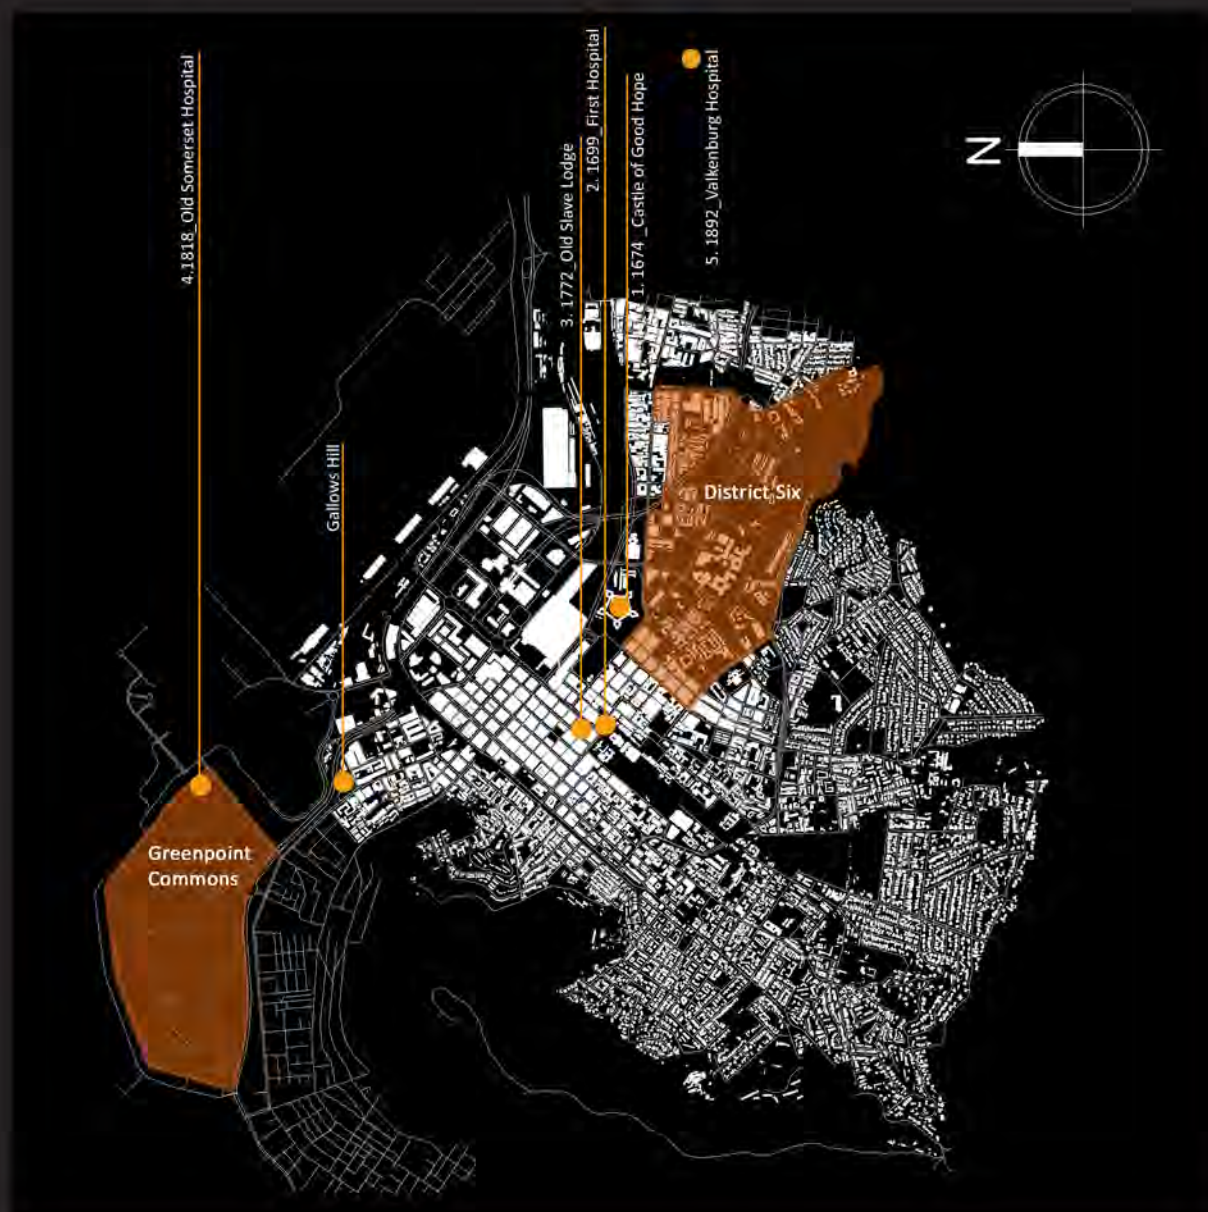 4.1818_Old Somerset Hospital
Gallows Hill
3. 1772_Old Slave Lodge
2. 1699_First Hospital
1. 1674 _Castle of Good Hope
5. 1892_Valkenburg Hospital
N
District Six
Greenpoint
Commons